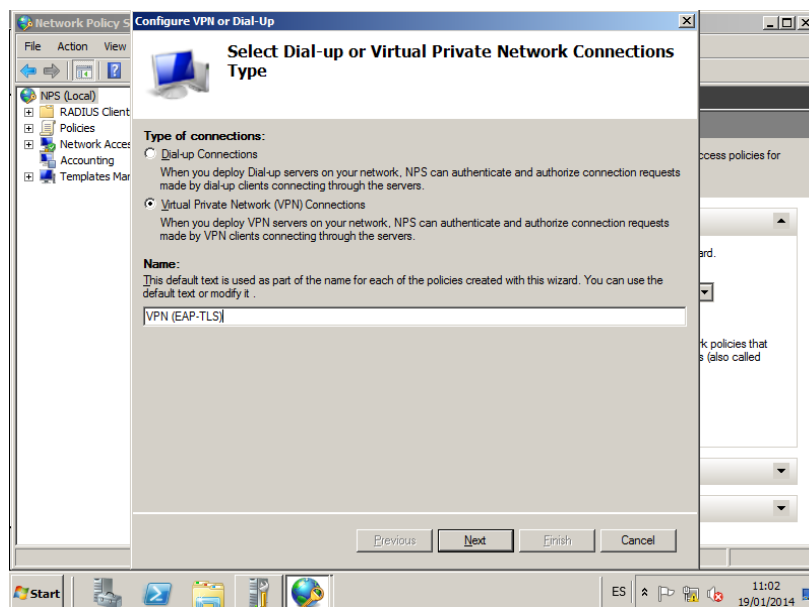 Network Policy S
Configure VPN or Dial-Up
File Action View
NPS (Local)
RADIUS Client
Policies
Network Acces
Accounting
Templates Mar
Select Dial-up or Virtual Private Network Connections
Type
Type of connections:
Dial-up Connections
When you deploy Dial-up servers on your network, NPS can authenticate and authorize connection requests
made by dial-up clients connecting through the servers.
Virtual Private Network (VPN) Connections
When you deploy VPN servers on your network, NPS can authenticate and authorize connection requests
made by VPN clients connecting through the servers.
Name:
This default text is used as part of the name for each of the policies created with this wizard. You can use the
default text or modify it .
VPN (EAP-TLS)
Previous Next Finish Cancel
ccess policies for
ard.
rk policies that
s (also called
Start
ES
11:02
19/01/2014